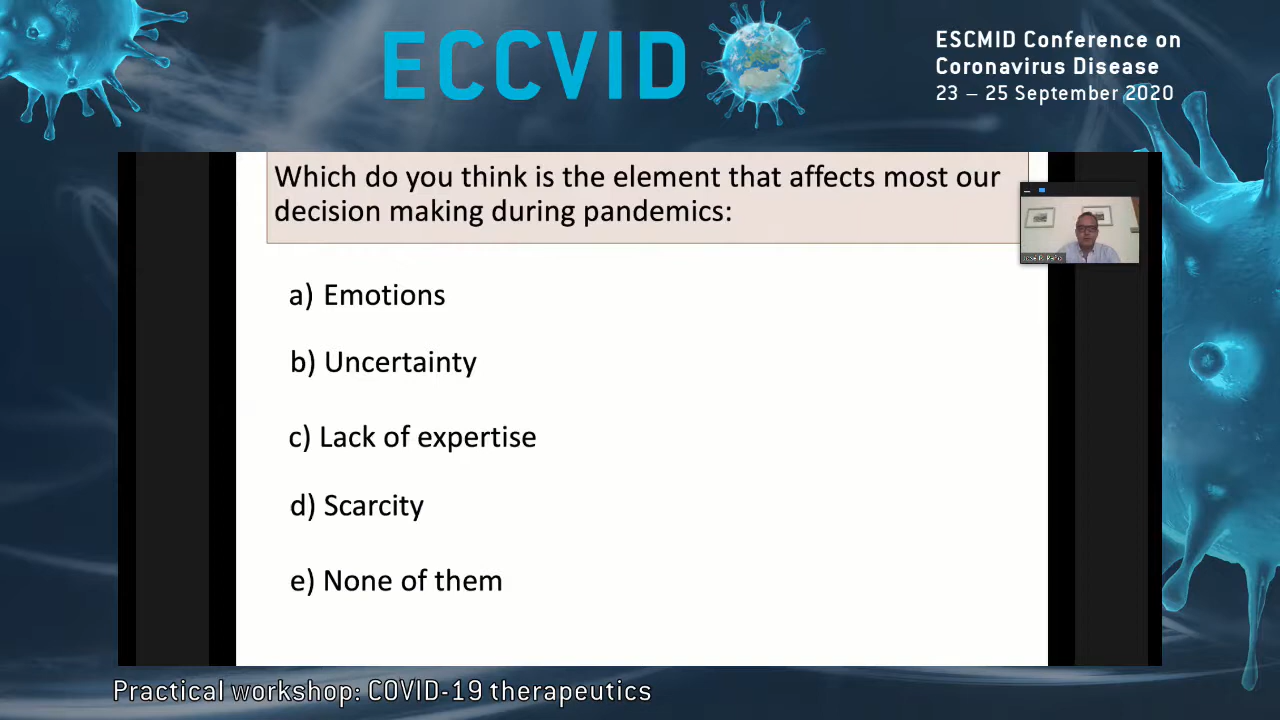 ECCVID
ESCMID Conference on
Coronavirus Disease
23 – 25 September 2020
Which do you think is the element that affects most our
decision making during pandemics:
a) Emotions
b) Uncertainty
c) Lack of expertise
d) Scarcity
e) None of them
Practical workshop: COVID-19 therapeutics